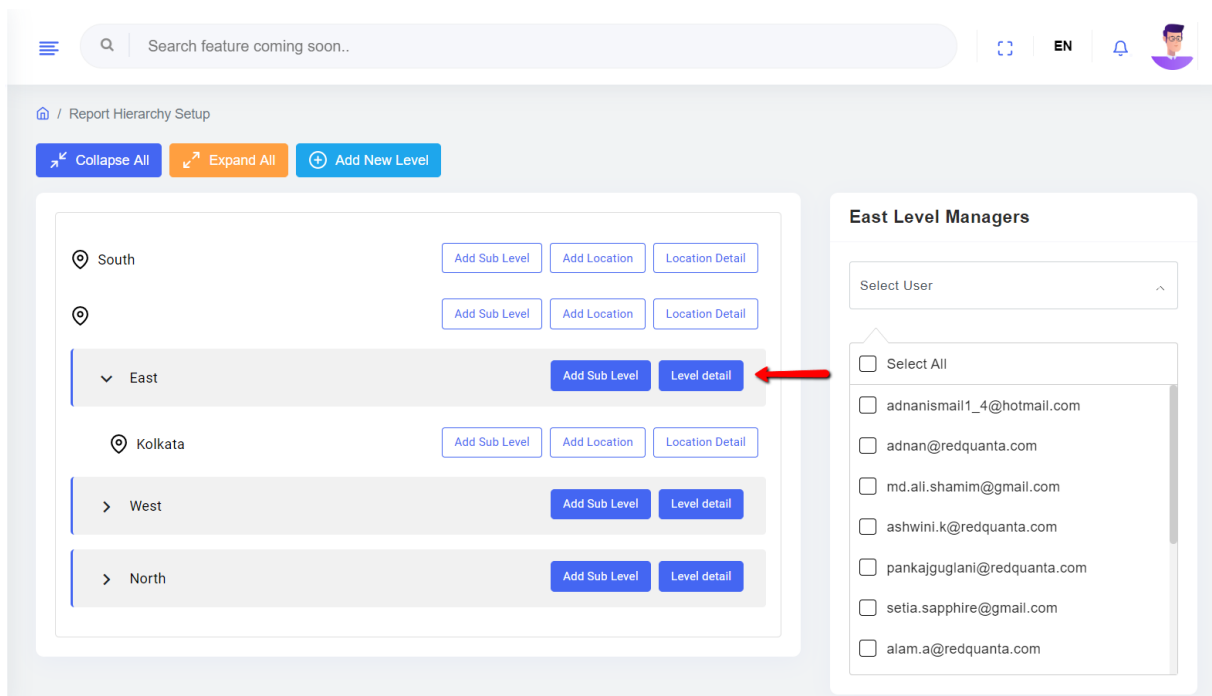 Search feature coming soon..
EN
/ Report Hierarchy Setup
Collapse All
Expand All
Add New Level
South
Add Sub Level
Add Location
Location Detail
Add Sub Level
Add Location
Location Detail
East
Add Sub Level
Level detail
Kolkata
Add Sub Level
Add Location
Location Detail
West
Add Sub Level
Level detail
North
Add Sub Level
Level detail
East Level Managers
Select User
Select All
adnanismail1_4@hotmail.com
adnan@redquanta.com
md.ali.shamim@gmail.com
ashwini.k@redquanta.com
pankajguglani@redquanta.com
setia.sapphire@gmail.com
alam.a@redquanta.com